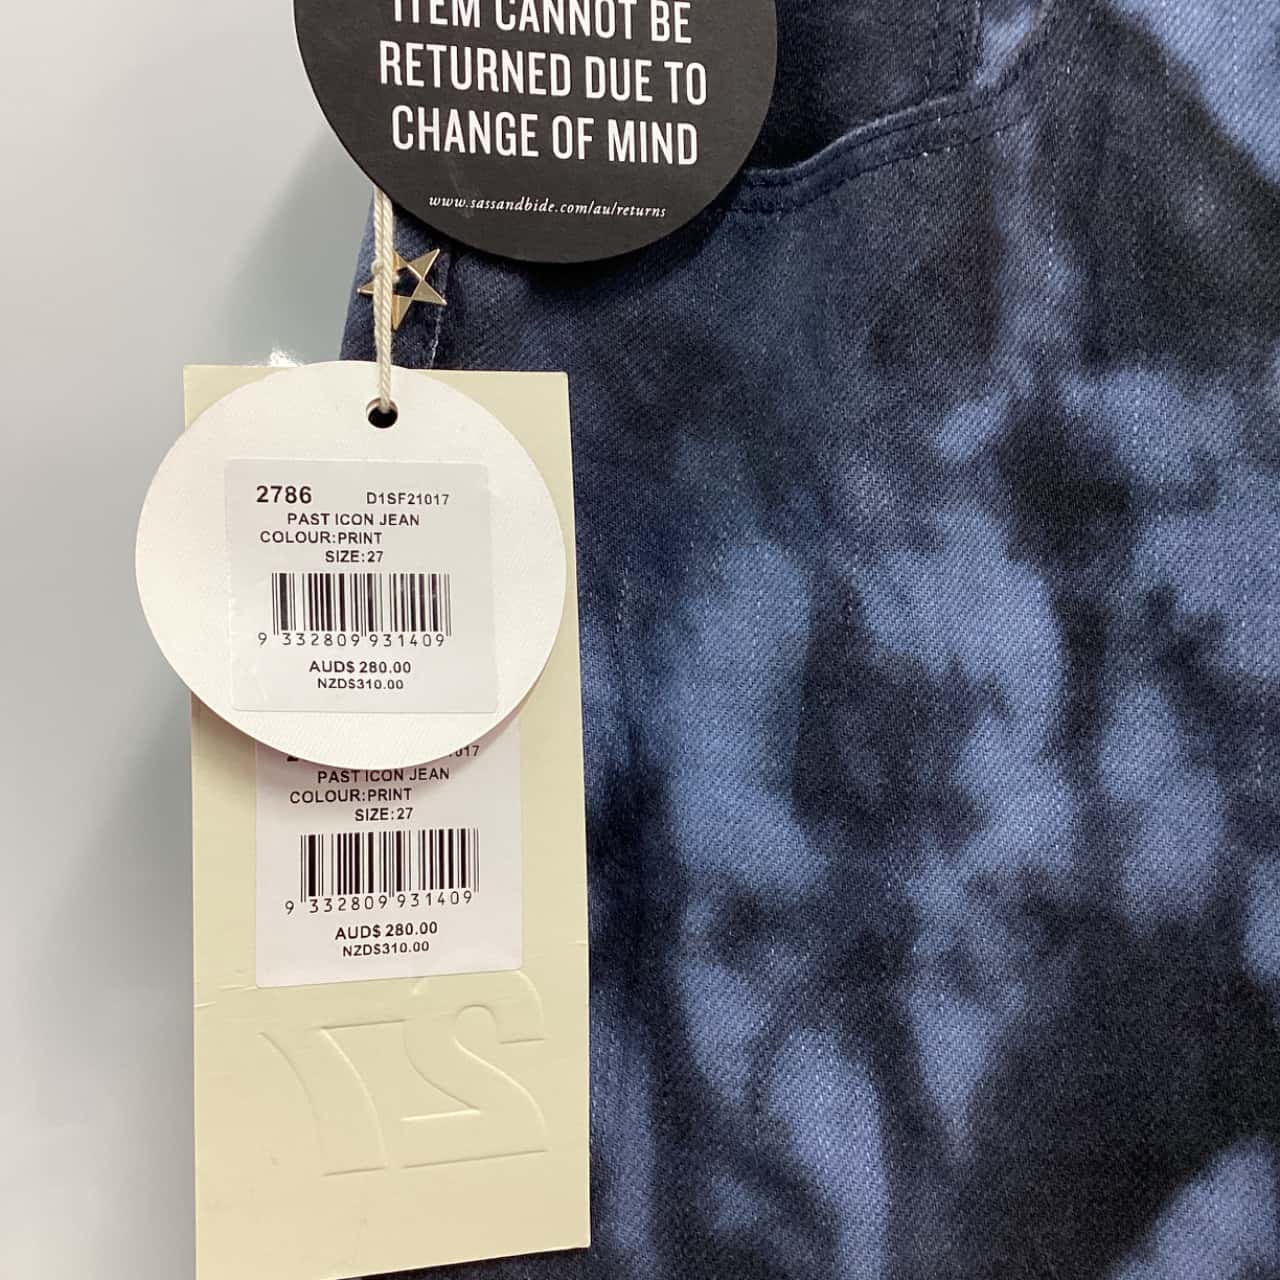 ITEM CANNOT BE
RETURNED DUE TO
CHANGE OF MIND
www.sassandbide.com/au/returns
2786 D1SF21017
PAST ICON JEAN
COLOUR:PRINT
SIZE:27
9 332809 931409
AUD$ 280.00
NZD$310.00
017
PAST ICON JEAN
COLOUR:PRINT
SIZE:27
9 332809 931409
AUD$ 280.00
NZD$310.00
27